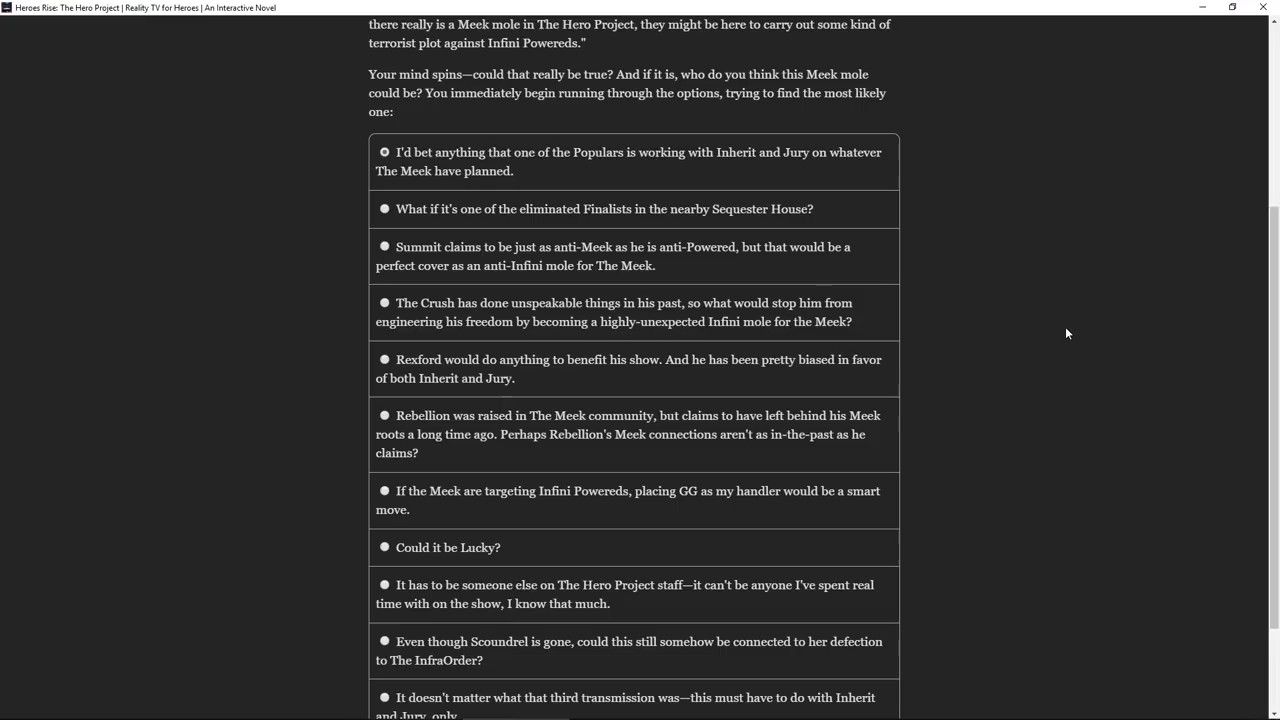 Heroes Rise: The Hero Project | Reality TV for Heroes | An Interactive Novel
there really is a Meek mole in The Hero Project, they might be here to carry out some kind of
terrorist plot against Infini Powereds."
Your mind spins—could that really be true? And if it is, who do you think this Meek mole
could be? You immediately begin running through the options, trying to find the most likely
one:
I'd bet anything that one of the Populars is working with Inherit and Jury on whatever
The Meek have planned.
What if it's one of the eliminated Finalists in the nearby Sequester House?
Summit claims to be just as anti-Meek as he is anti-Powered, but that would be a
perfect cover as an anti-Infini mole for The Meek.
The Crush has done unspeakable things in his past, so what would stop him from
engineering his freedom by becoming a highly-unexpected Infini mole for the Meek?
Rexford would do anything to benefit his show. And he has been pretty biased in favor
of both Inherit and Jury.
Rebellion was raised in The Meek community, but claims to have left behind his Meek
roots a long time ago. Perhaps Rebellion's Meek connections aren't as in-the-past as he
claims?
If the Meek are targeting Infini Powereds, placing GG as my handler would be a smart
move.
Could it be Lucky?
It has to be someone else on The Hero Project staff—it can't be anyone I've spent real
time with on the show, I know that much.
Even though Scoundrel is gone, could this still somehow be connected to her defection
to The InfraOrder?
It doesn't matter what that third transmission was—this must have to do with Inherit
and Jury, only.